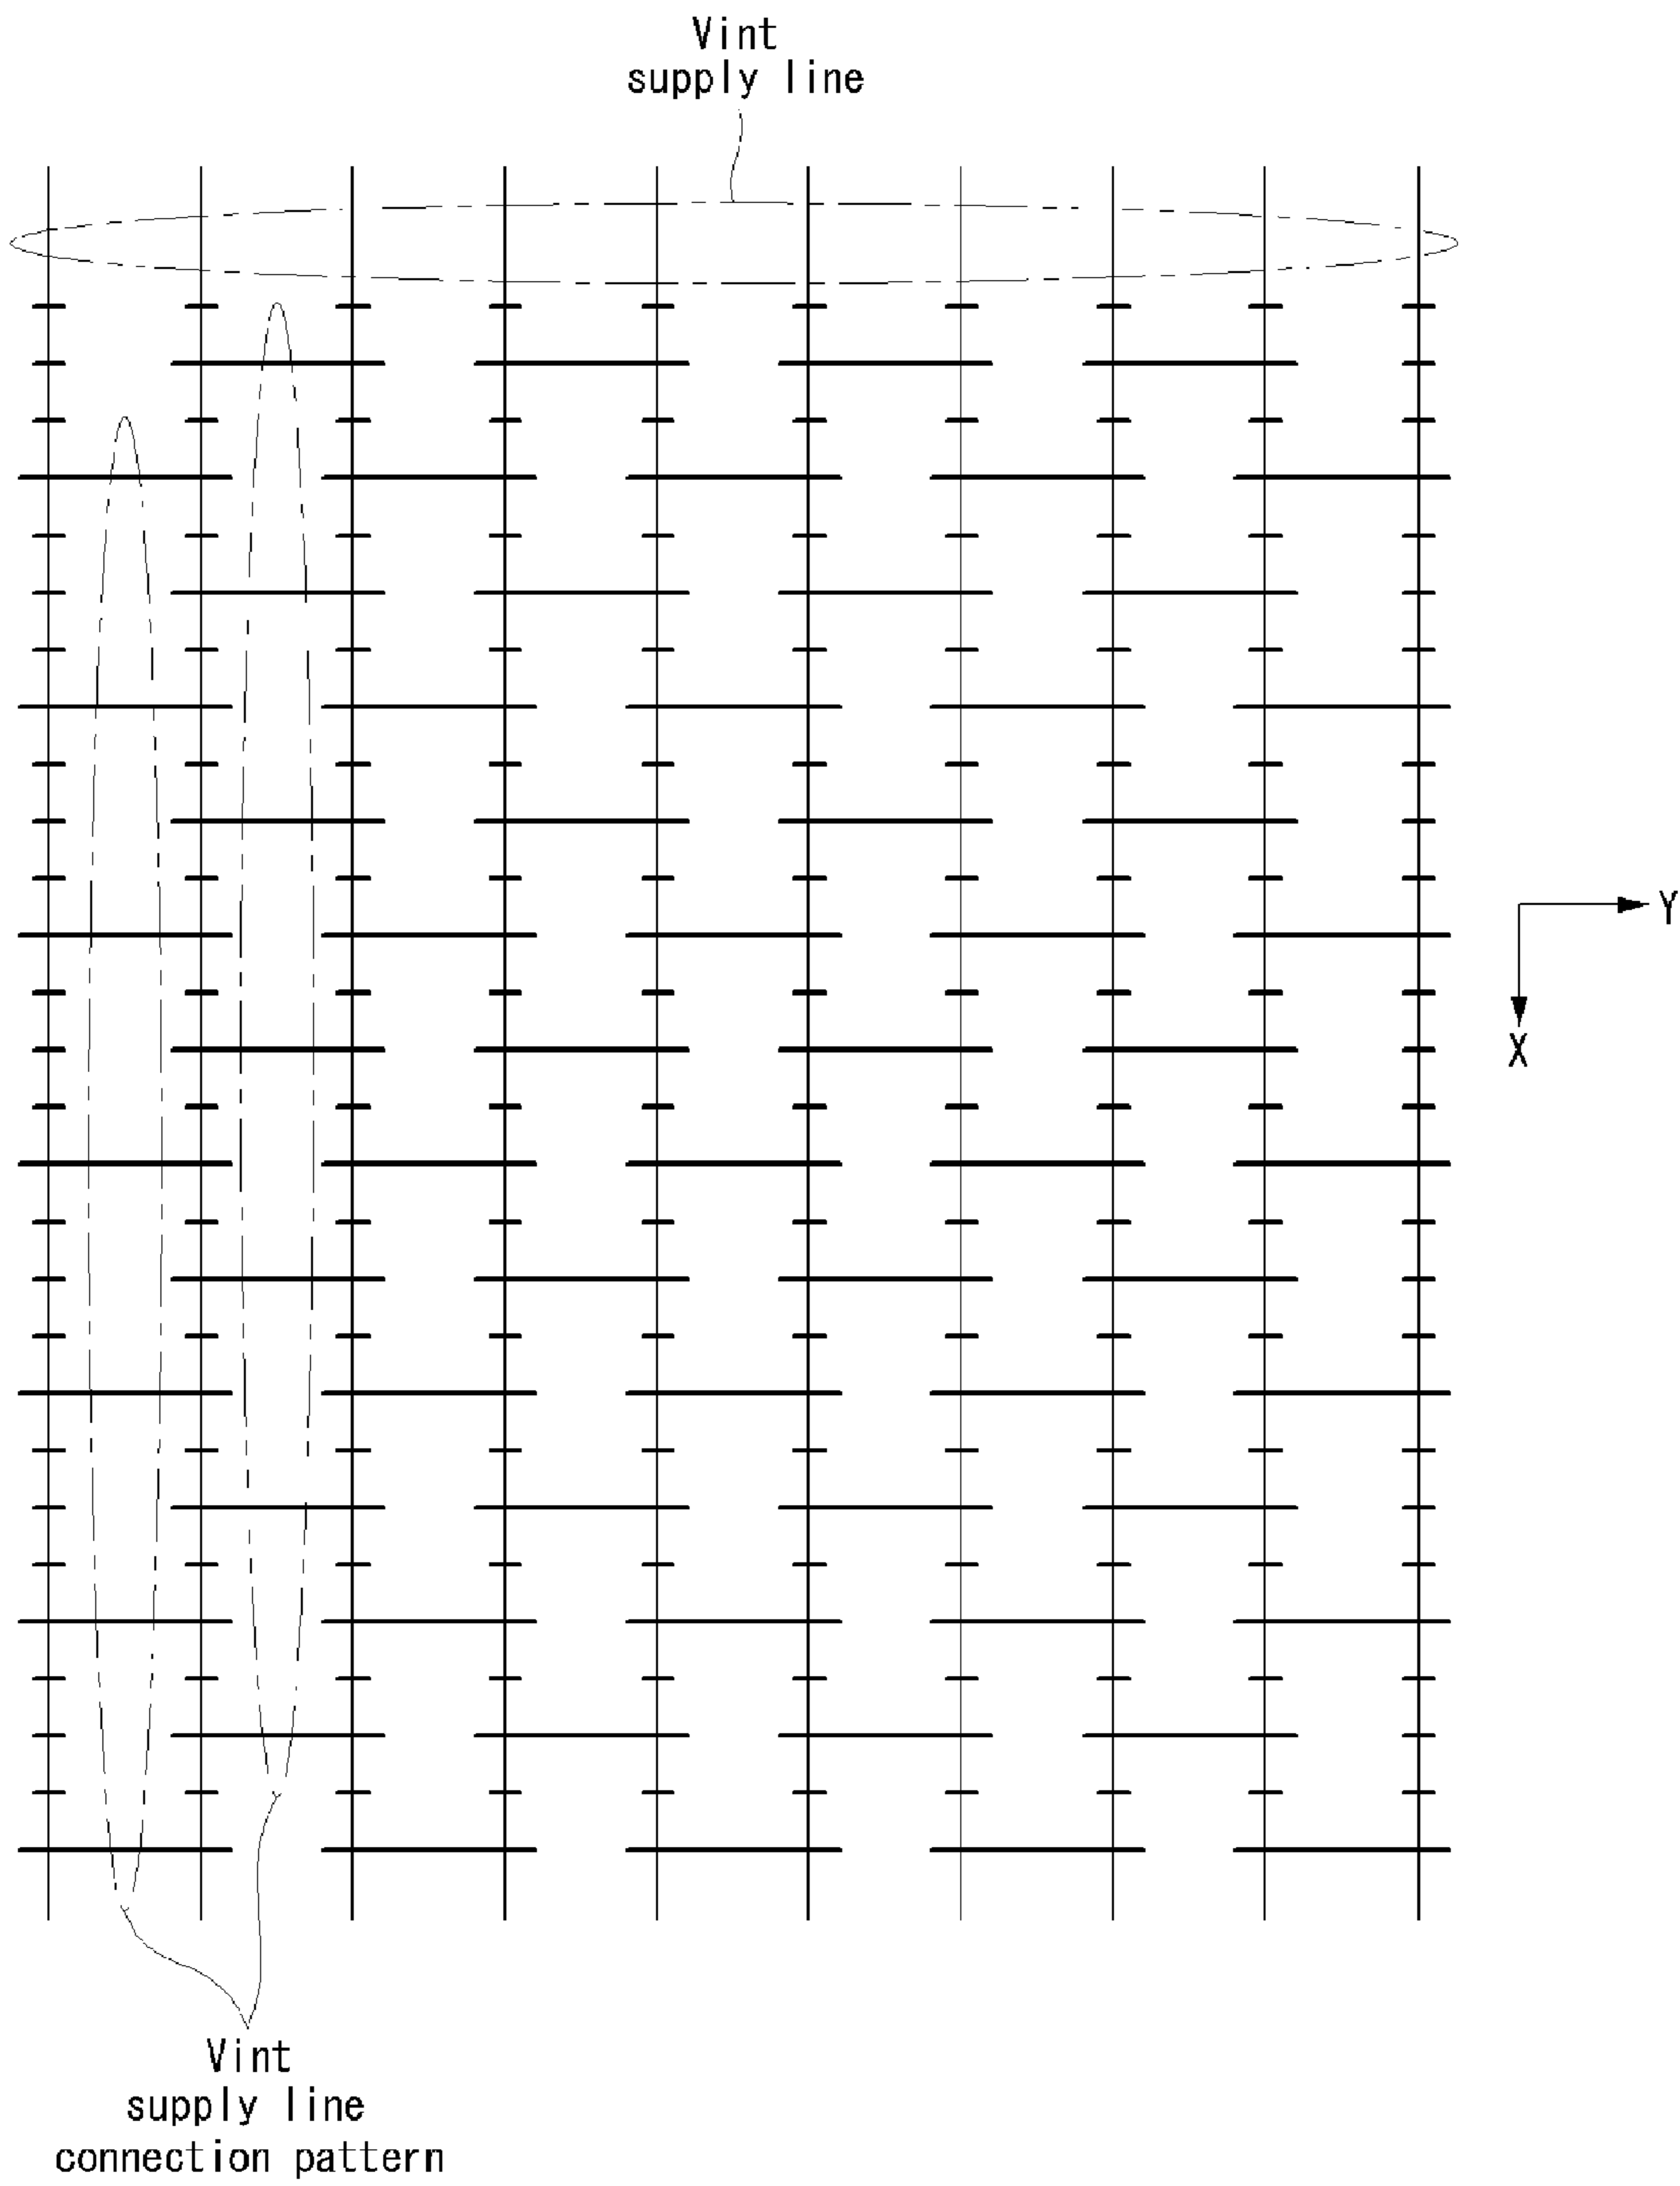 Vint
supply line
Y
X
Vint
supply line
connection pattern